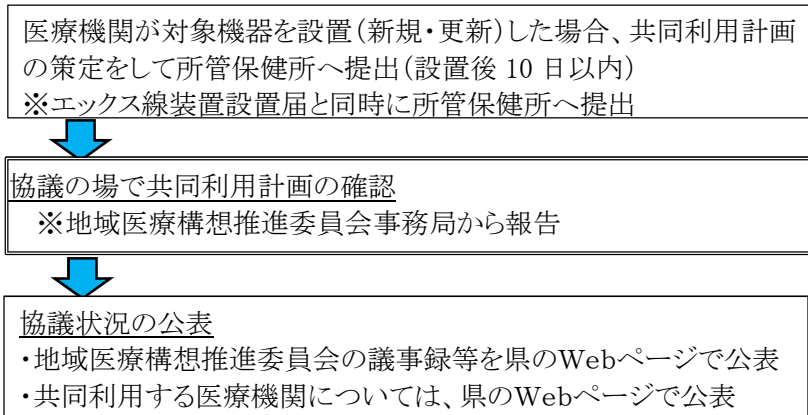 医療機関が対象機器を設置(新規・更新)した場合、共同利用計画
の策定をして所管保健所へ提出(設置後 10 日以内)
※エックス線装置設置届と同時に所管保健所へ提出
協議の場で共同利用計画の確認
※地域医療構想推進委員会事務局から報告
協議状況の公表
・地域医療構想推進委員会の議事録等を県のWebページで公表
・共同利用する医療機関については、県のWebページで公表